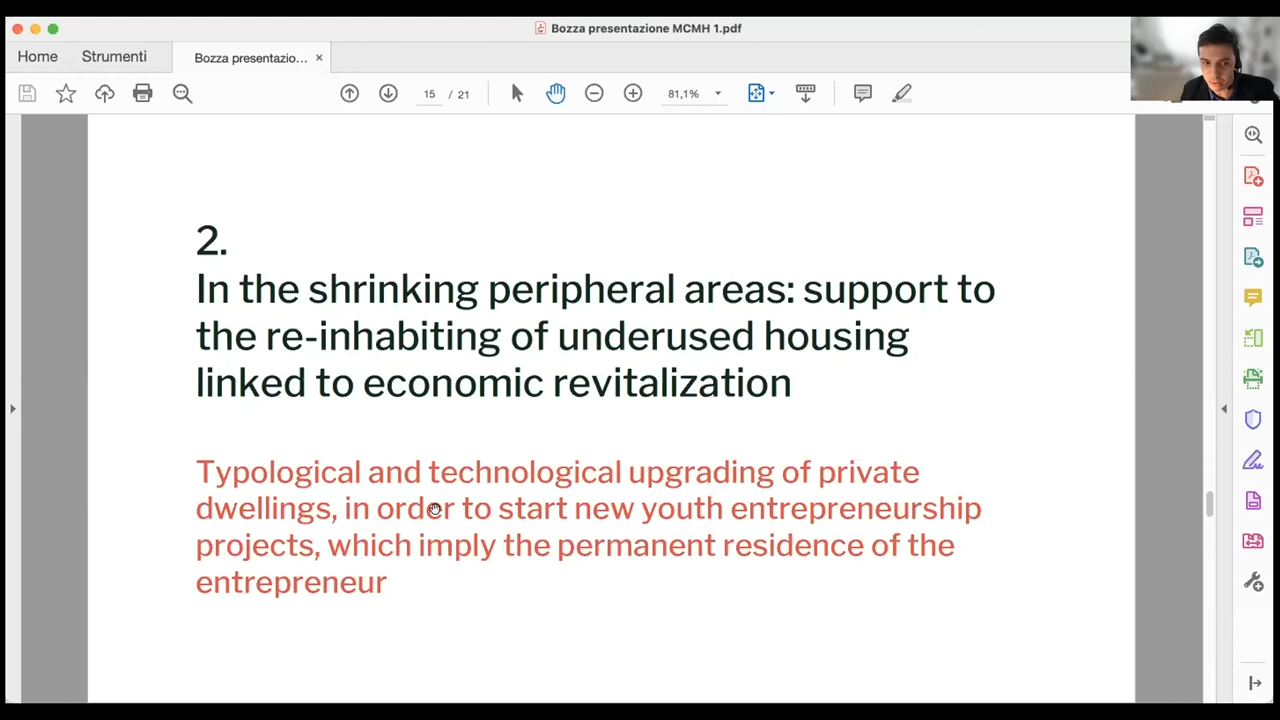 Bozza presentazione MCMH 1.pdf
Home
Strumenti
Bozza presentazio... ×
15 / 21
81,1%
2.
In the shrinking peripheral areas: support to
the re-inhabiting of underused housing
linked to economic revitalization
Typological and technological upgrading of private
dwellings, in order to start new youth entrepreneurship
projects, which imply the permanent residence of the
entrepreneur